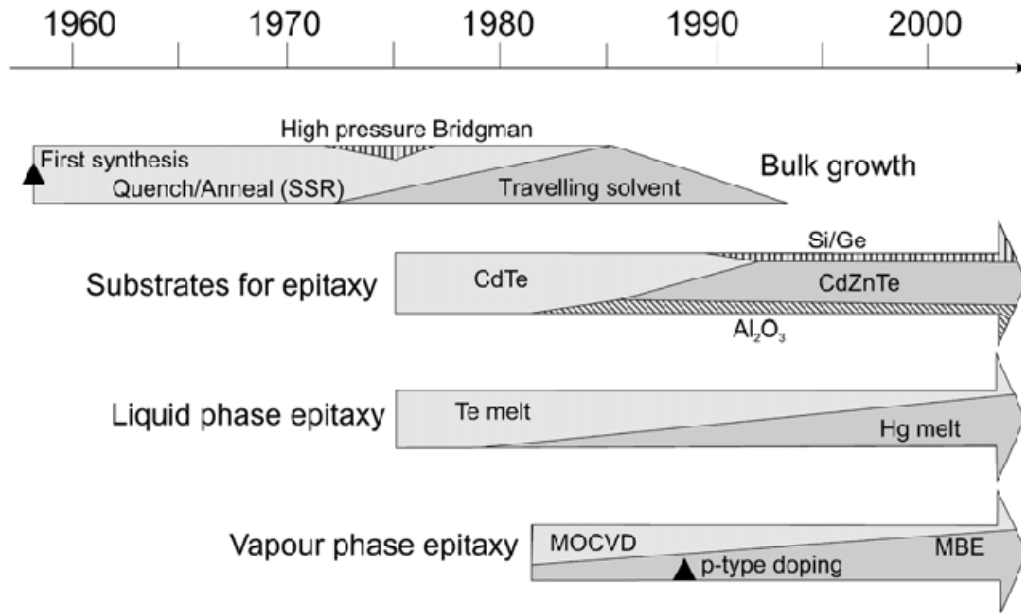 1960 1970 1980 1990 2000
High pressure Bridgman
First synthesis
Bulk growth
Quench/Anneal (SSR) Travelling solvent
Si/Ge
Substrates for epitaxy CdTe CdZnTe
Al₂O₃
Liquid phase epitaxy Te melt
Hg melt
Vapour phase epitaxy MOCVD MBE
p-type doping